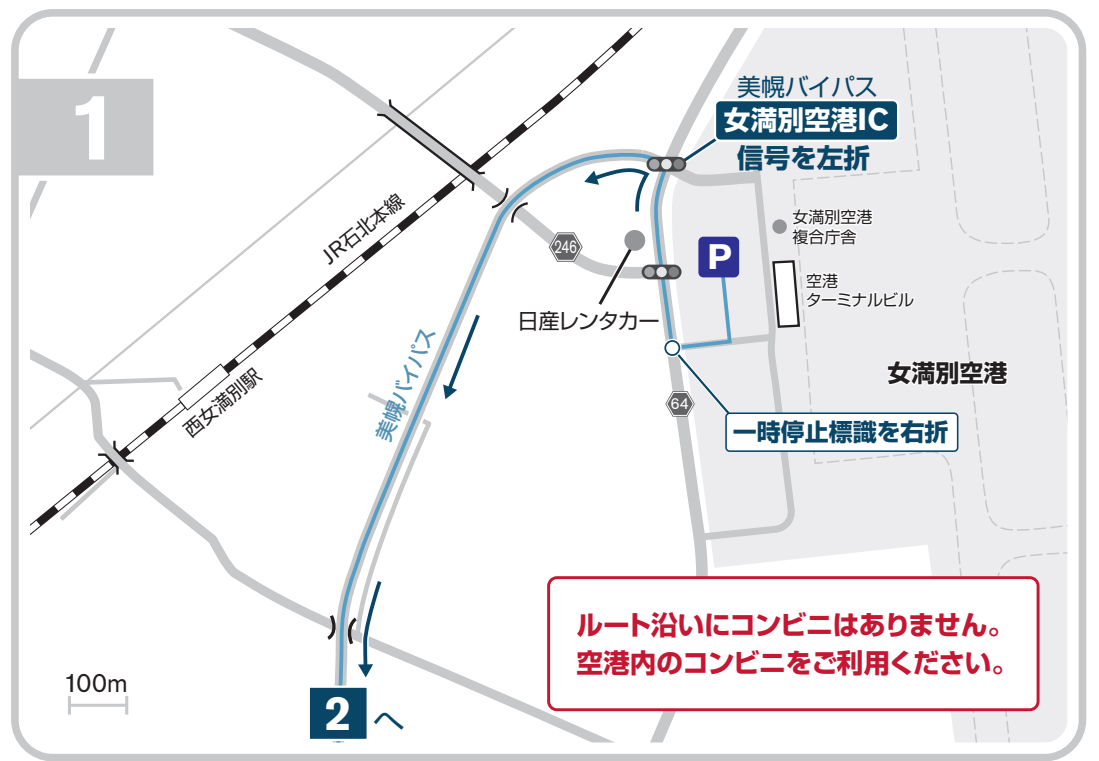 1
美幌バイパス
女満別空港IC
信号を左折
JR石北本線
女満別空港
複合庁舎
246
P
空港
ターミナルビル
日産レンタカー
美幌バイパス
西女満別駅
女満別空港
64
一時停止標識を右折
ルート沿いにコンビニはありません。
空港内のコンビニをご利用ください。
100m
2 へ